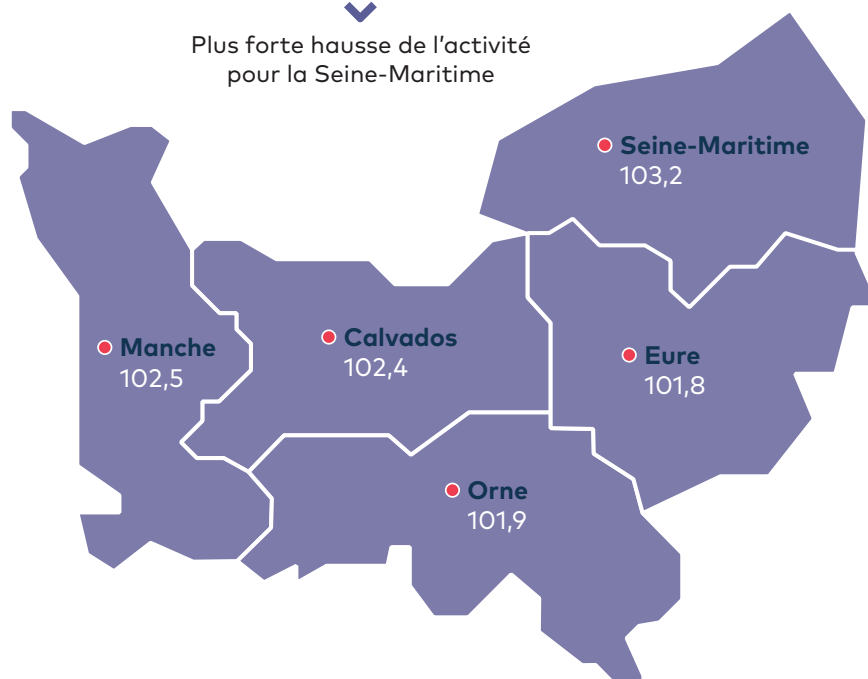 Plus forte hausse de l’activité
pour la Seine-Maritime
Seine-Maritime
103,2
Manche
102,5
Calvados
102,4
Eure
101,8
Orne
101,9